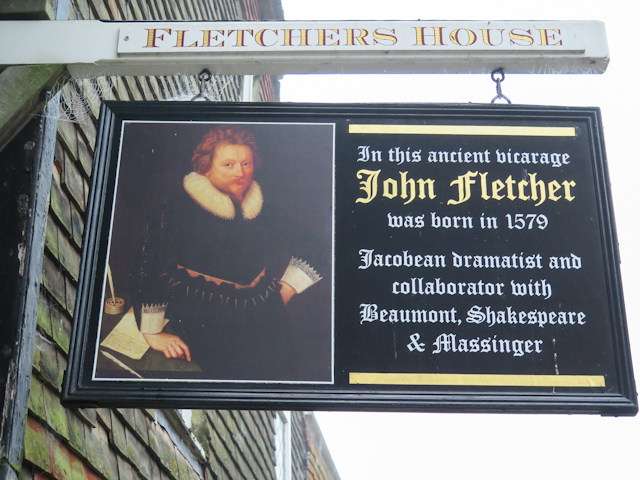 FLETCHERS HOUSE
In this ancient vicarage
John Fletcher
was born in 1579
Jacobean dramatist and
collaborator with
Beaumont, Shakespeare
& Massinger